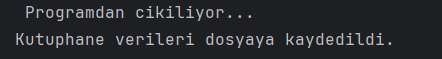 Programdan cikiliyor...
Kutuphane verileri dosyaya kaydedildi.